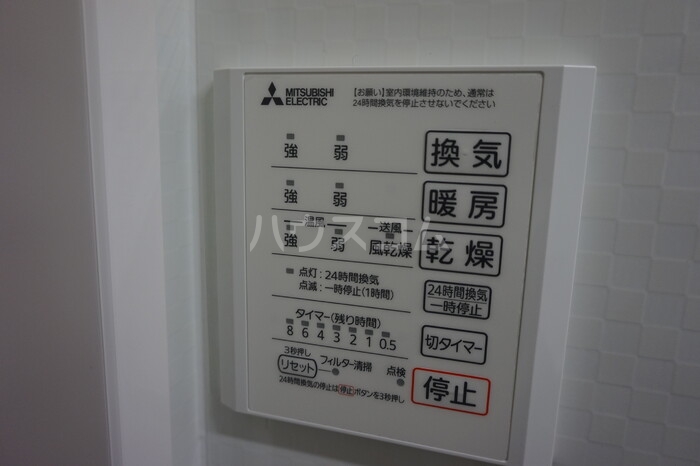 MITSUBISHI
ELECTRIC
【お願い】室内環境維持のため、通常は
24時間換気を停止させないでください
強 弱 換気
強 弱 暖房
温風 送風
強 弱 風乾燥 乾燥
ハウスコム
点灯:24時間換気
点滅:一時停止(1時間)
24時間換気
一時停止
タイマー(残り時間)
8 6 4 3 2 1 0.5
切タイマー
3秒押し
リセット フィルター清掃 点検
24時間換気の停止は停止ボタンを3秒押し
停止